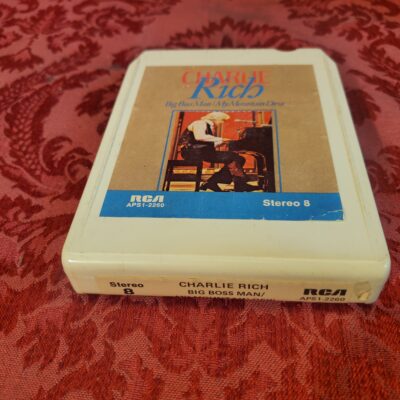 CHARLIE
Rich
Big Boss Man/My Mountain Dew
RCA
APS1-2260
Stereo 8
Stereo
8
CHARLIE RICH
BIG BOSS MAN/
RCA
APS1-2260